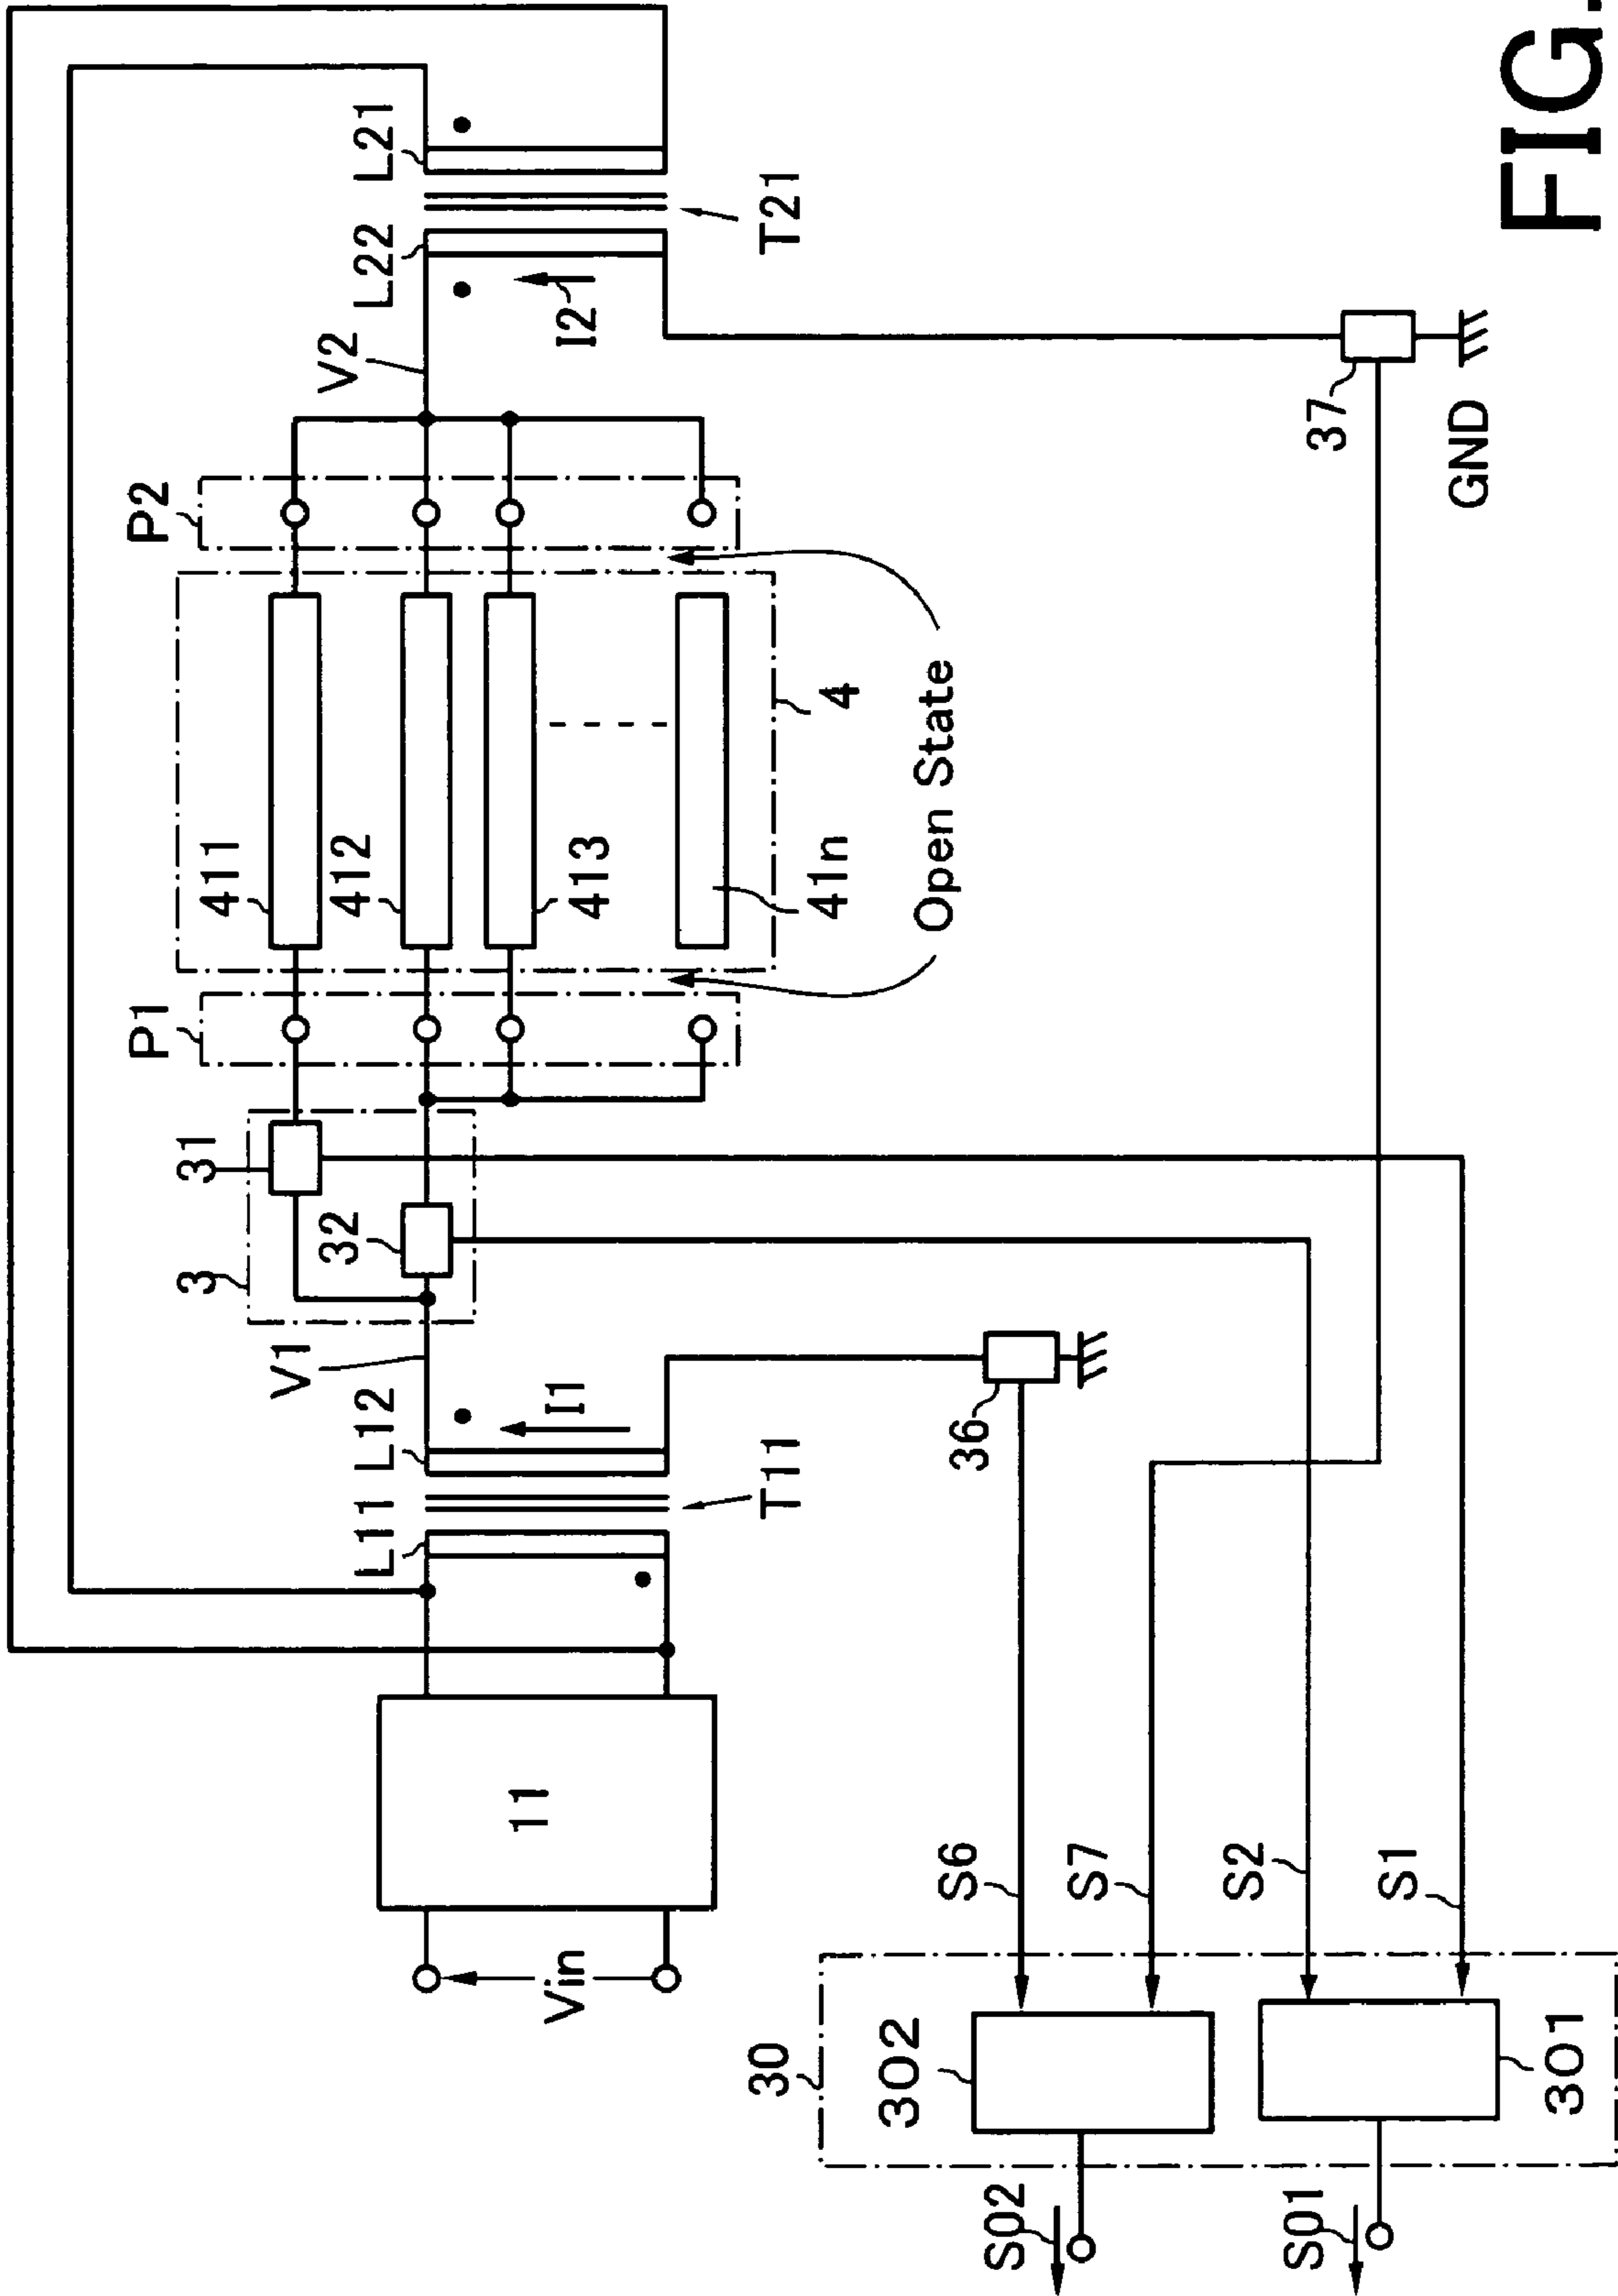 L21
L22
T21
V2
I2
37
GND
P2
411
412
413
41n
4
Open State
P1
31
32
3
V1
I1
L12
L11
T11
36
11
Vin
S6
S7
S2
S1
30
302
301
S02
S01
FIG.